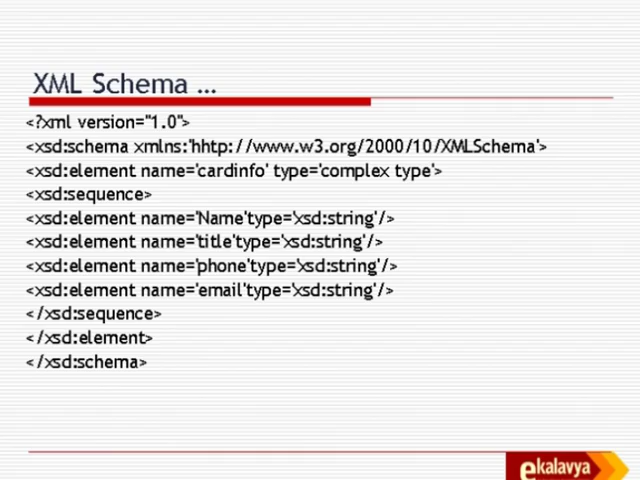 XML Schema ...
<?xml version="1.0">
<xsd:schema xmlns:'hhtp://www.w3.org/2000/10/XMLSchema'>
<xsd:element name='cardinfo' type='complex type'>
<xsd:sequence>
<xsd:element name='Name'type='xsd:string'/>
<xsd:element name='title'type='xsd:string'/>
<xsd:element name='phone'type='xsd:string'/>
<xsd:element name='email'type='xsd:string'/>
</xsd:sequence>
</xsd:element>
</xsd:schema>
ekalavya